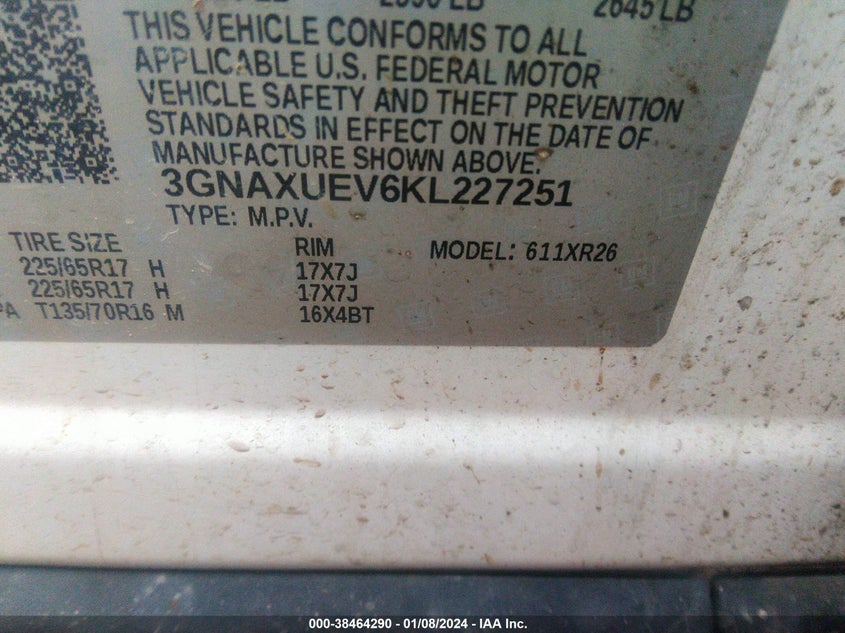 2645 LB
THIS VEHICLE CONFORMS TO ALL
APPLICABLE U.S. FEDERAL MOTOR
VEHICLE SAFETY AND THEFT PREVENTION
STANDARDS IN EFFECT ON THE DATE OF
MANUFACTURE SHOWN ABOVE.
3GNAXUEV6KL227251
TYPE: M.P.V.
TIRE SIZE RIM MODEL: 611XR26
225/65R17 H 17X7J
225/65R17 H 17X7J
T135/70R16 M 16X4BT
000-38464290 - 01/08/2024 - IAA Inc.